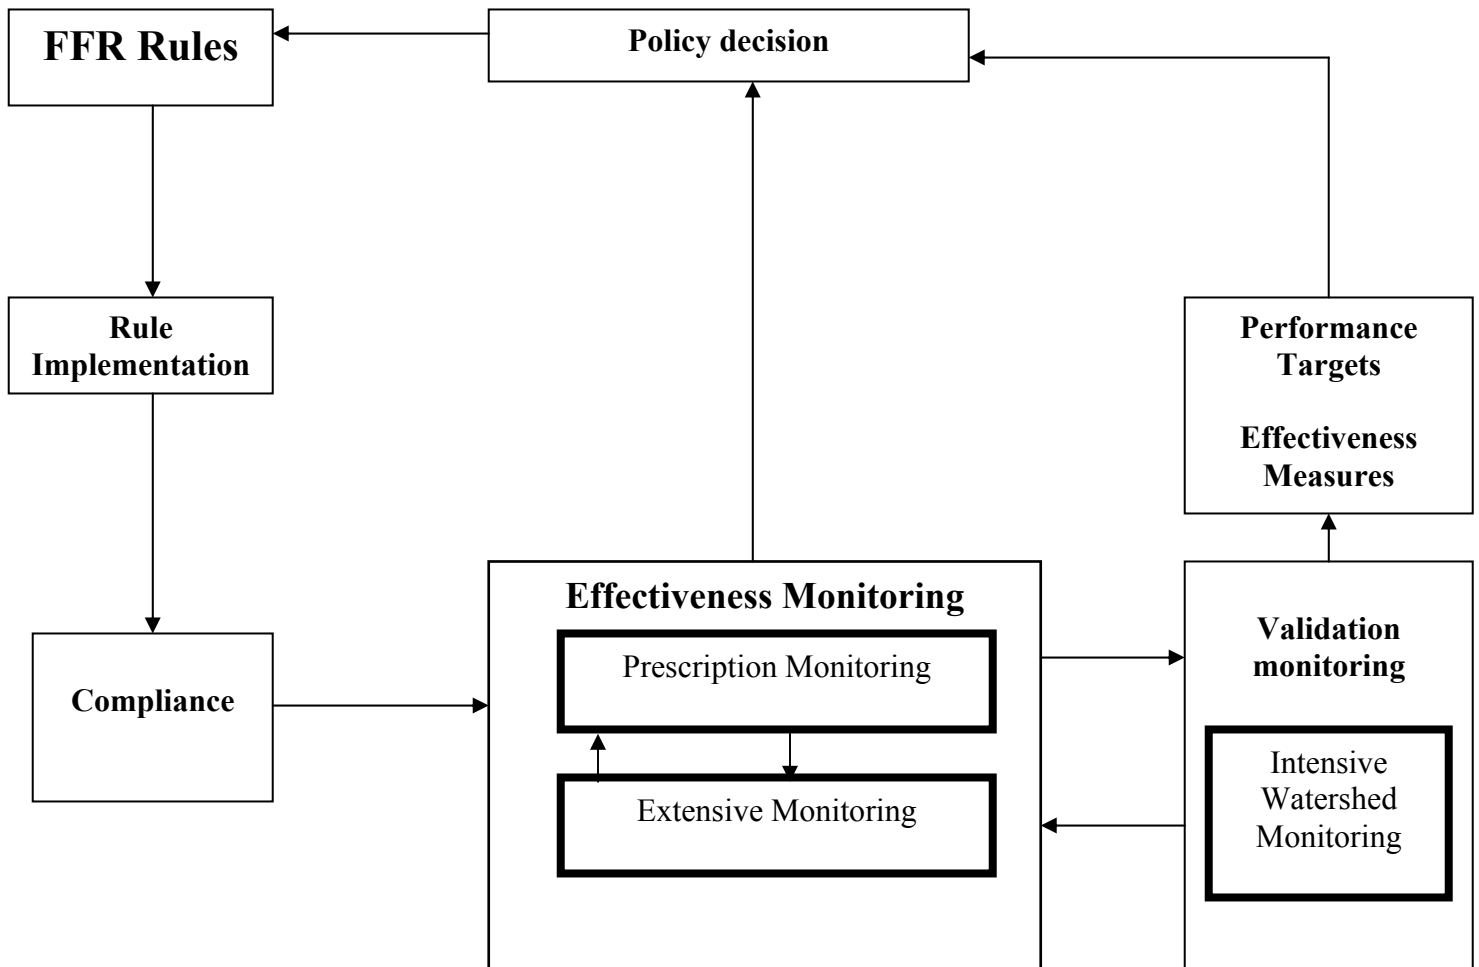 FFR Rules
Policy decision
Rule
Implementation
Performance
Targets
Effectiveness
Measures
Compliance
Effectiveness Monitoring
Prescription Monitoring
Extensive Monitoring
Validation
monitoring
Intensive
Watershed
Monitoring